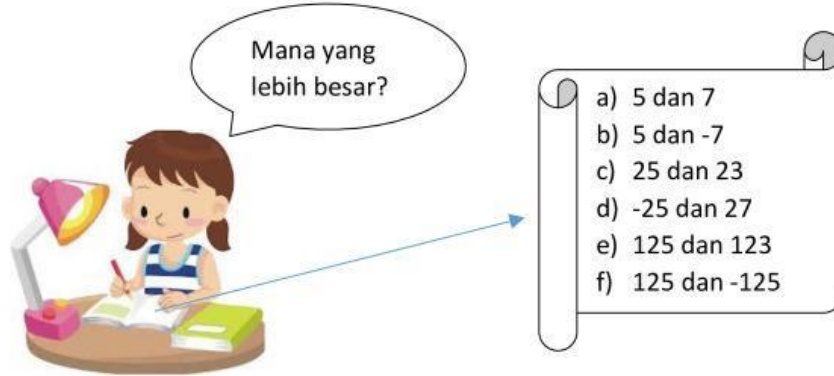 Mana yang
lebih besar?
a) 5 dan 7
b) 5 dan -7
c) 25 dan 23
d) -25 dan 27
e) 125 dan 123
f) 125 dan -125